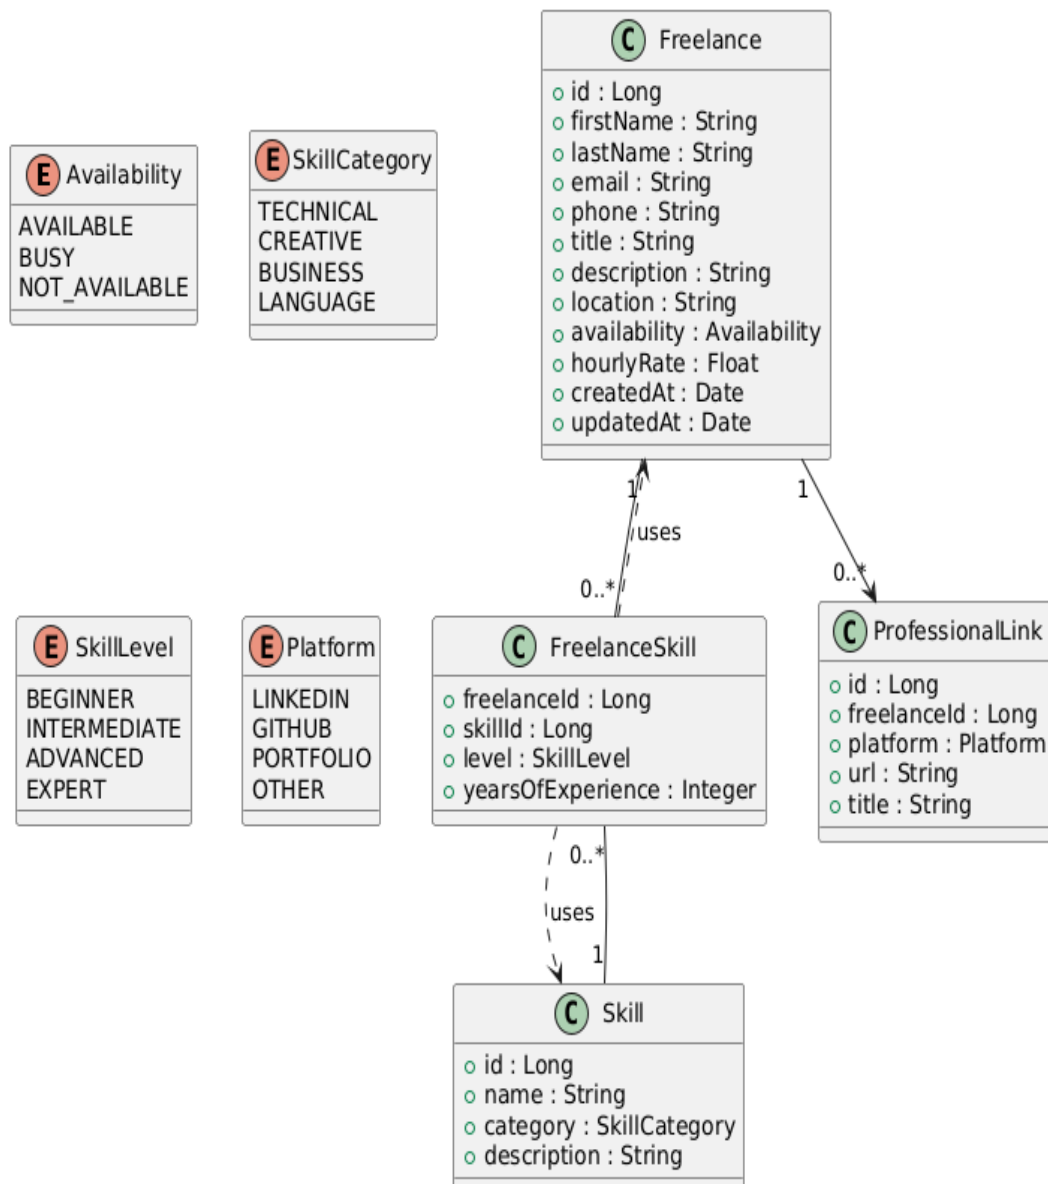 C Freelance
id : Long
firstName : String
lastName : String
email : String
phone : String
title : String
description : String
location : String
availability : Availability
hourlyRate : Float
createdAt : Date
updatedAt : Date
E Availability
AVAILABLE
BUSY
NOT_AVAILABLE
E SkillCategory
TECHNICAL
CREATIVE
BUSINESS
LANGUAGE
1
uses
0..*
1
0..*
E SkillLevel
BEGINNER
INTERMEDIATE
ADVANCED
EXPERT
E Platform
LINKEDIN
GITHUB
PORTFOLIO
OTHER
C FreelanceSkill
freelanceId : Long
skillId : Long
level : SkillLevel
yearsOfExperience : Integer
C ProfessionalLink
id : Long
freelanceId : Long
platform : Platform
url : String
title : String
0..*
uses
1
C Skill
id : Long
name : String
category : SkillCategory
description : String